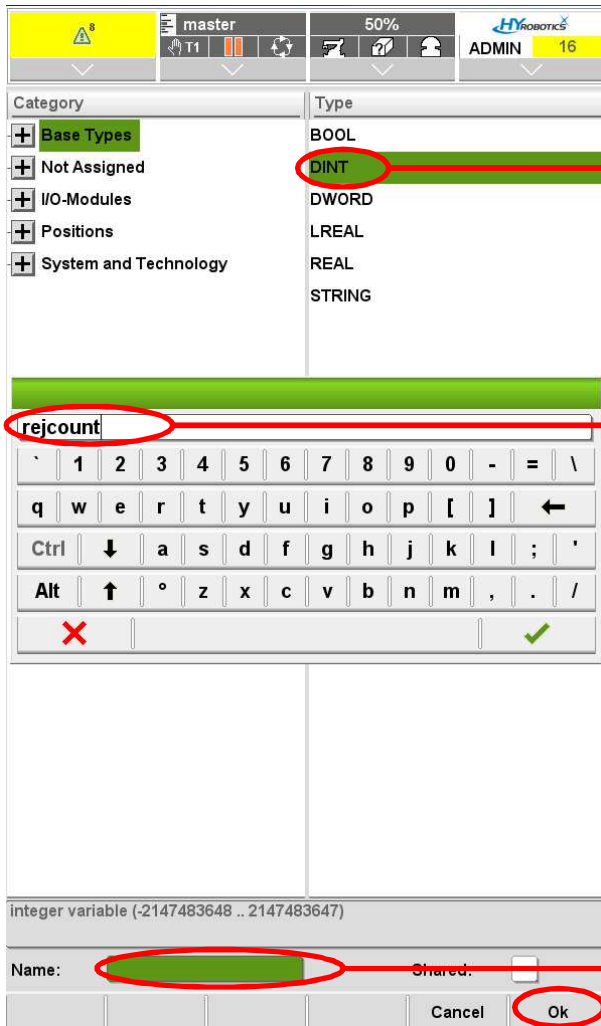 8 master 50% HYROBOTICS
T1 ADMIN 16
Category Type
Base Types BOOL
Not Assigned DINT
I/O-Modules DWORD
Positions LREAL
System and Technology REAL
STRING
rejcount
` 1 2 3 4 5 6 7 8 9 0 - = \
q w e r t y u i o p [ ] ←
Ctrl ↓ a s d f g h j k l ; '
Alt ↑ ° z x c v b n m , . /
integer variable (-2147483648 .. 2147483647)
Name: Shared:
Cancel Ok